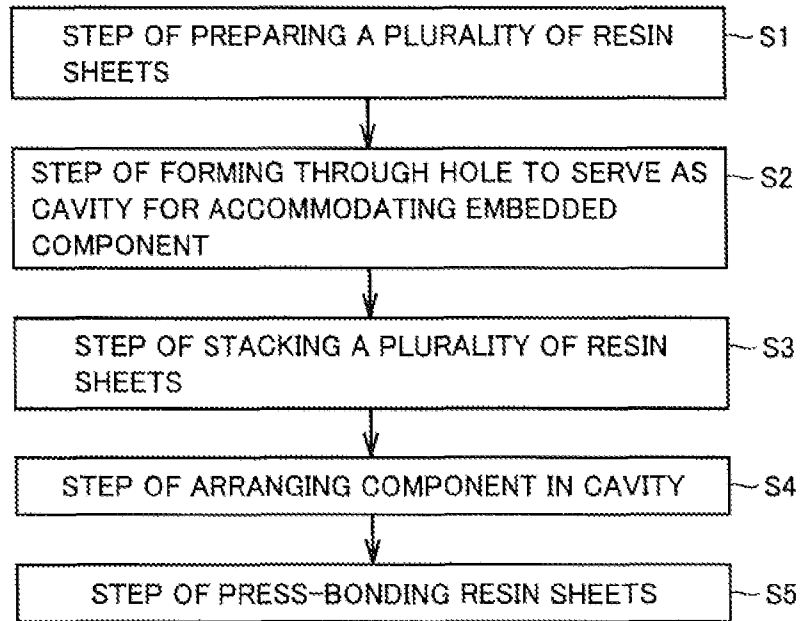 STEP OF PREPARING A PLURALITY OF RESIN S1
SHEETS
STEP OF FORMING THROUGH HOLE TO SERVE AS S2
CAVITY FOR ACCOMMODATING EMBEDDED
COMPONENT
STEP OF STACKING A PLURALITY OF RESIN S3
SHEETS
STEP OF ARRANGING COMPONENT IN CAVITY S4
STEP OF PRESS-BONDING RESIN SHEETS S5